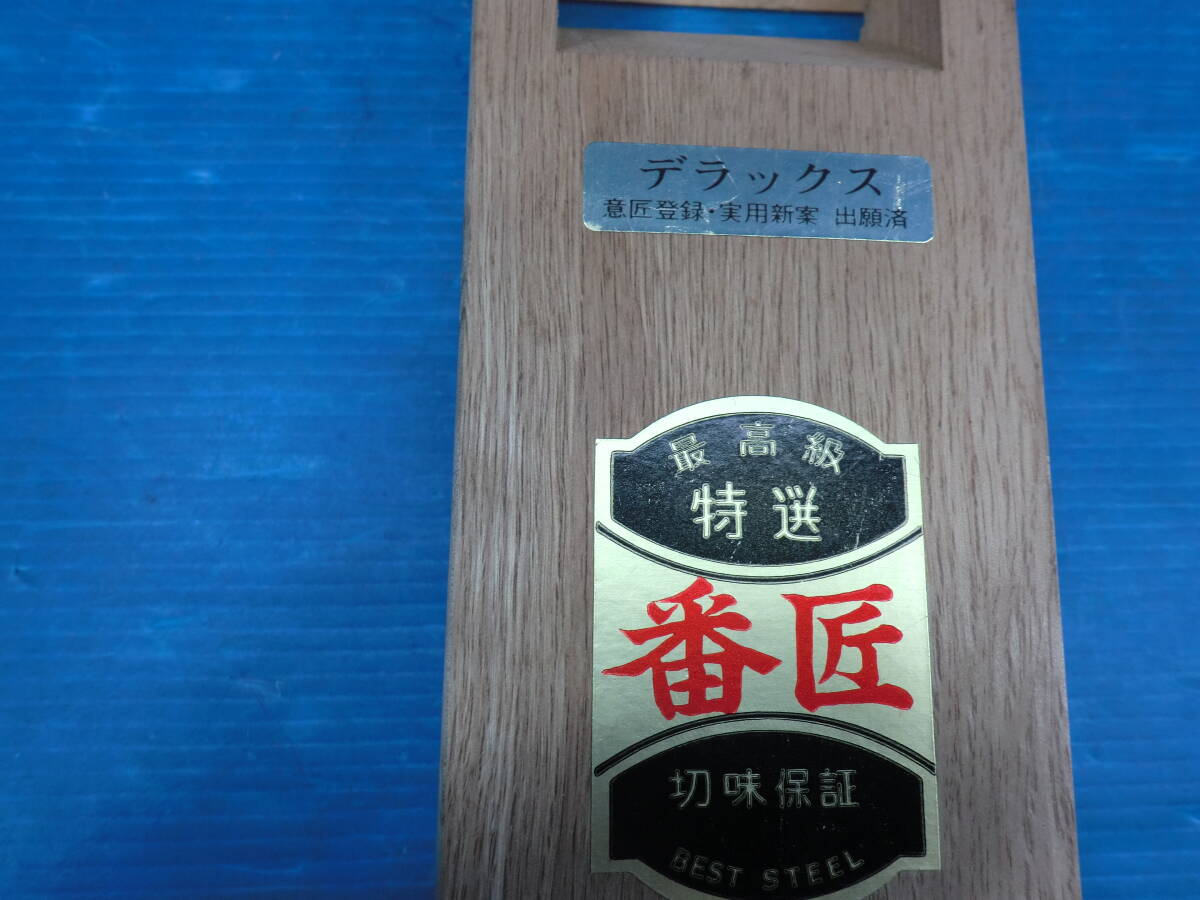 デラックス
意匠登録・実用新案 出願済
最高級
特選
番匠
切味保証
BEST STEEL